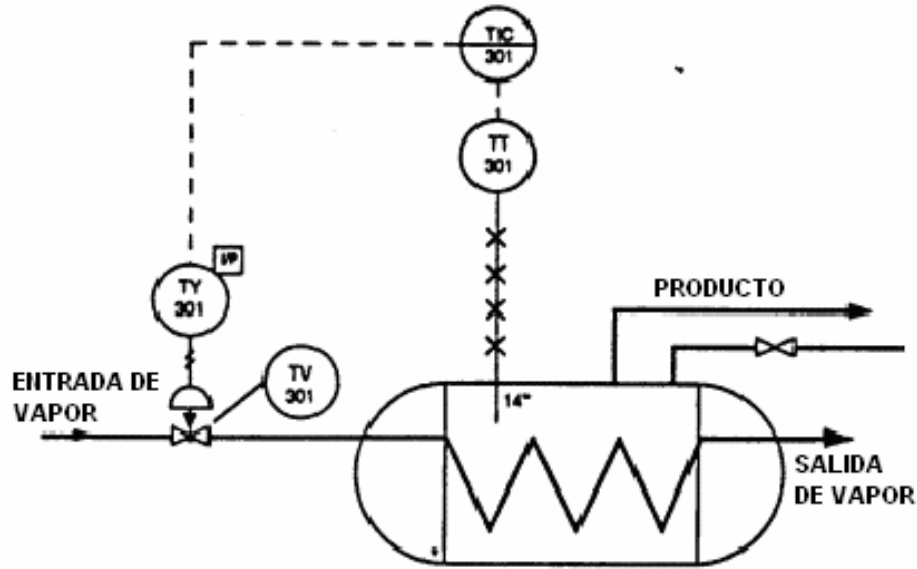 TIC
301
TT
301
I/P
TY
301
PRODUCTO
TV
301
ENTRADA DE
VAPOR
14"
SALIDA
DE VAPOR